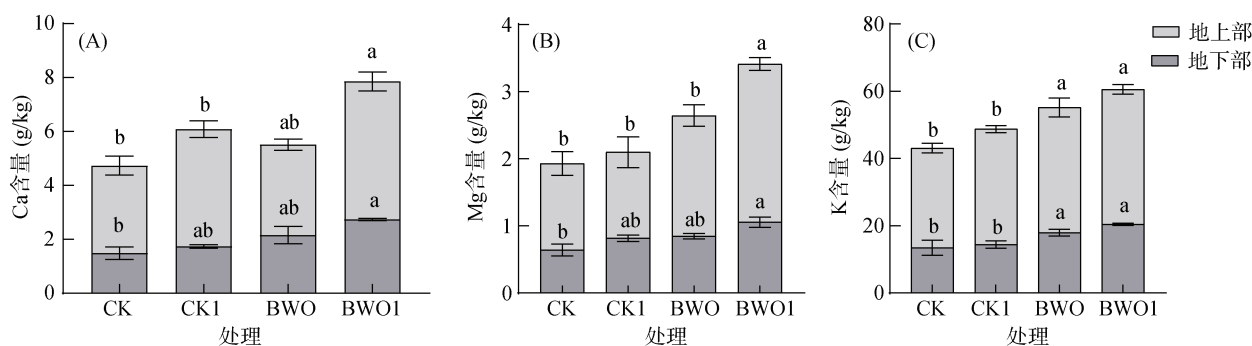 (A)
Ca含量 (g/kg)
10
8
6
4
2
0
b
b
ab
a
b
ab
ab
a
CK
CK1
BWO
BWO1
处理
(B)
Mg含量 (g/kg)
4
3
2
1
0
b
b
b
a
b
ab
ab
a
CK
CK1
BWO
BWO1
处理
(C)
K含量 (g/kg)
80
60
40
20
0
b
b
a
a
b
b
a
a
CK
CK1
BWO
BWO1
处理
地上部
地下部